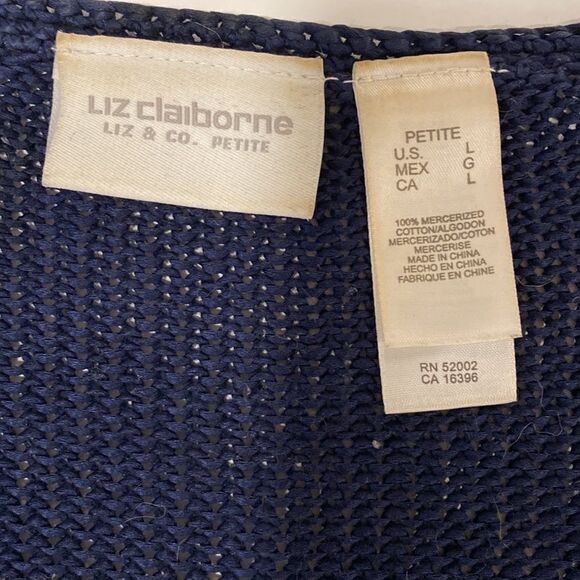 Liz claiborne
LIZ & CO. PETITE
PETITE
U.S. L
MEX G
CA L
100% MERCERIZED
COTTON/ALGODON
MERCERIZADO/COTON
MERCERISE
MADE IN CHINA
HECHO EN CHINA
FABRIQUE EN CHINE
RN 52002
CA 16396